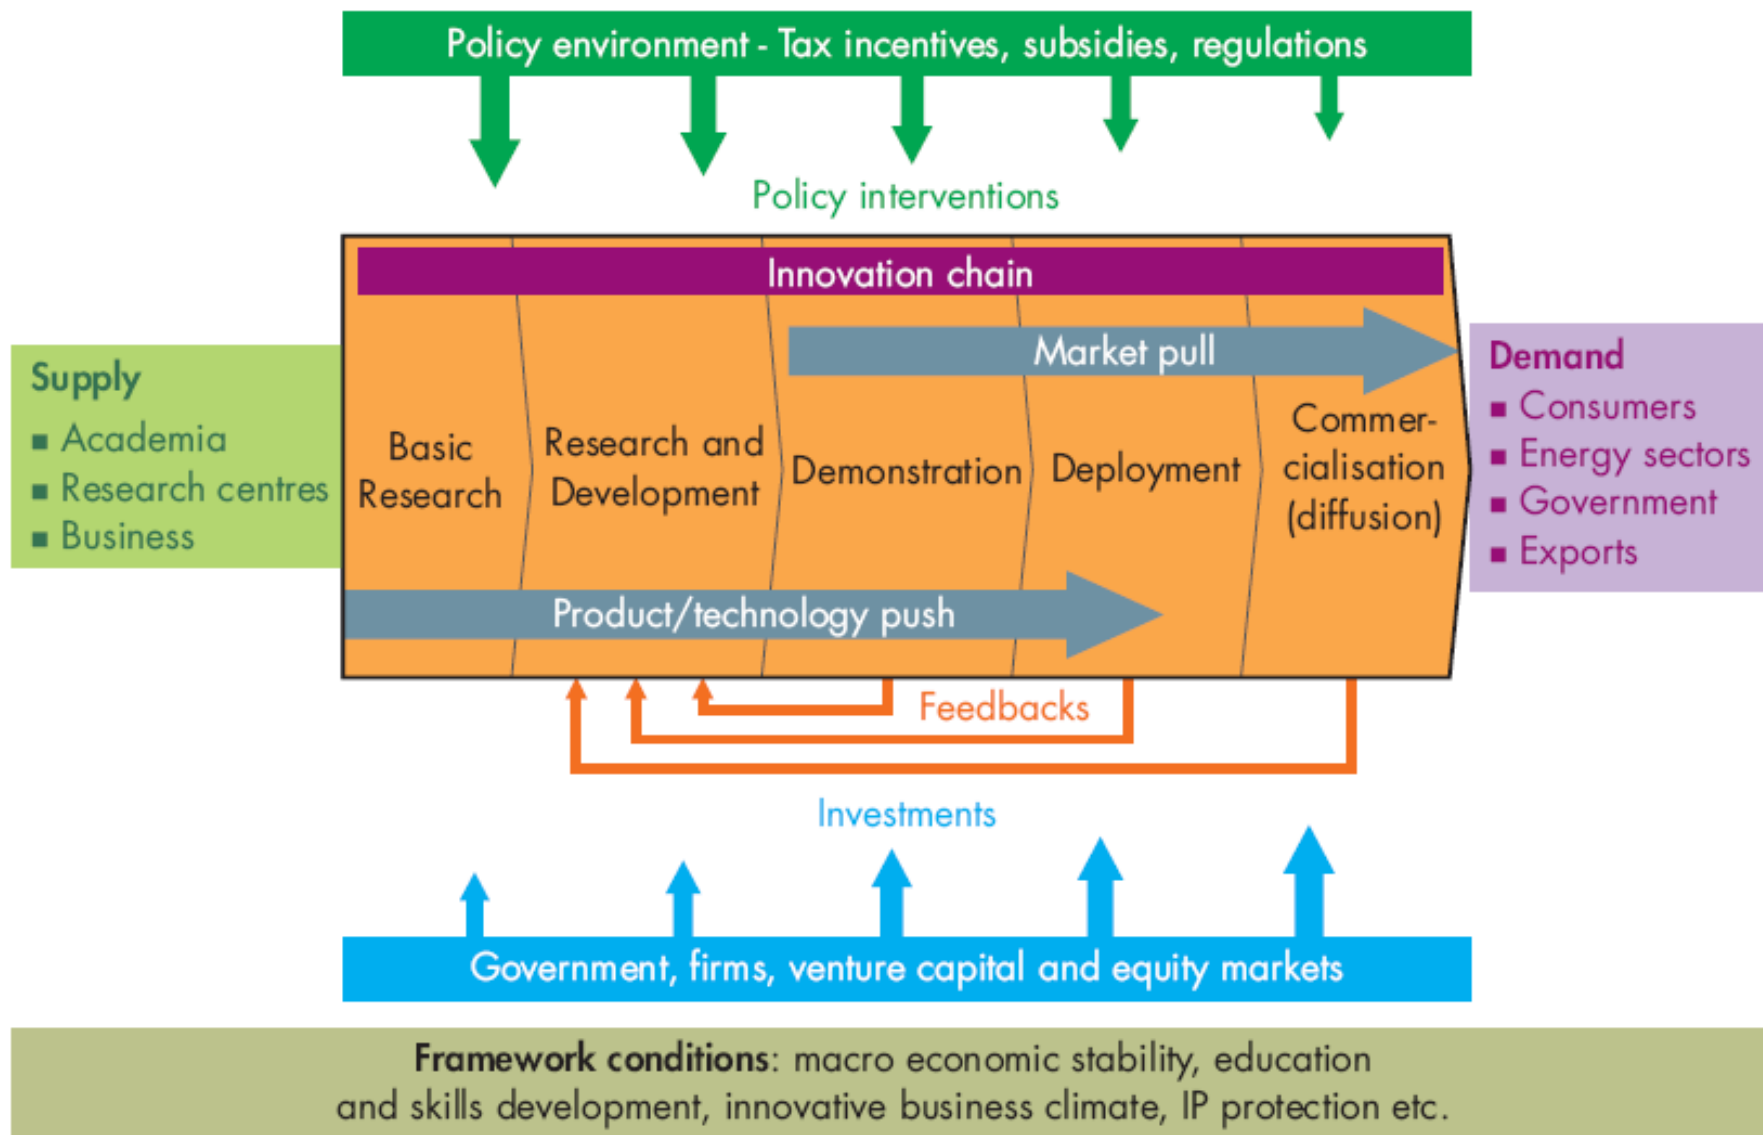 Policy environment - Tax incentives, subsidies, regulations
Policy interventions
Innovation chain
Market pull
Supply
▪ Academia
▪ Research centres
▪ Business
Basic
Research
Research and
Development
Demonstration
Deployment
Commer-
cialisation
(diffusion)
Demand
▪ Consumers
▪ Energy sectors
▪ Government
▪ Exports
Product/technology push
Feedbacks
Investments
Government, firms, venture capital and equity markets
Framework conditions: macro economic stability, education
and skills development, innovative business climate, IP protection etc.